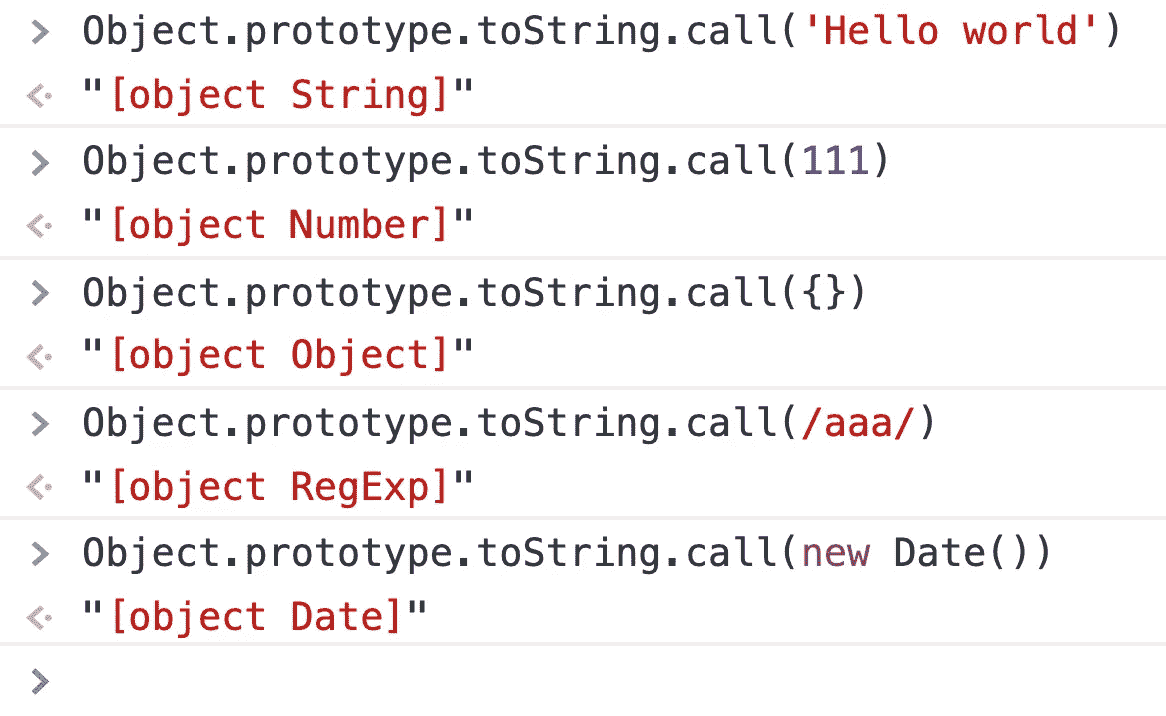 > Object.prototype.toString.call('Hello world')
<· "[object String]"
> Object.prototype.toString.call(111)
<· "[object Number]"
> Object.prototype.toString.call({})
<· "[object Object]"
> Object.prototype.toString.call(/aaa/)
<· "[object RegExp]"
> Object.prototype.toString.call(new Date())
<· "[object Date]"
>